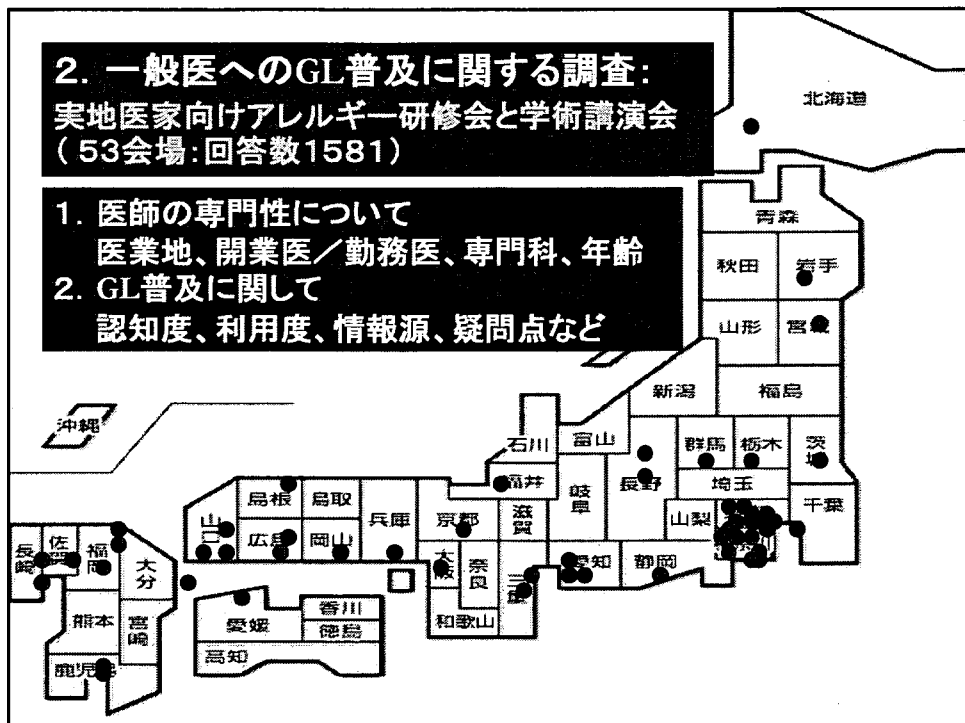 2. 一般医へのGL普及に関する調査:
実地医家向けアレルギー研修会と学術講演会
(53会場:回答数1581)
1. 医師の専門性について
医業地、開業医/勤務医、専門科、年齢
2. GL普及に関して
認知度、利用度、情報源、疑問点など
北海道
青森
秋田 岩手
山形 宮城
新潟 福島
沖縄
石川 富山 群馬 栃木 茨城
福井 岐阜 長野 埼玉
千葉
山梨
島根 鳥取 兵庫 京都 滋賀
山口 広島 岡山
長崎 佐賀 福岡 大分
大阪 奈良 三重 愛知 静岡
和歌山
熊本 宮崎
愛媛 香川
徳島
高知
鹿児島